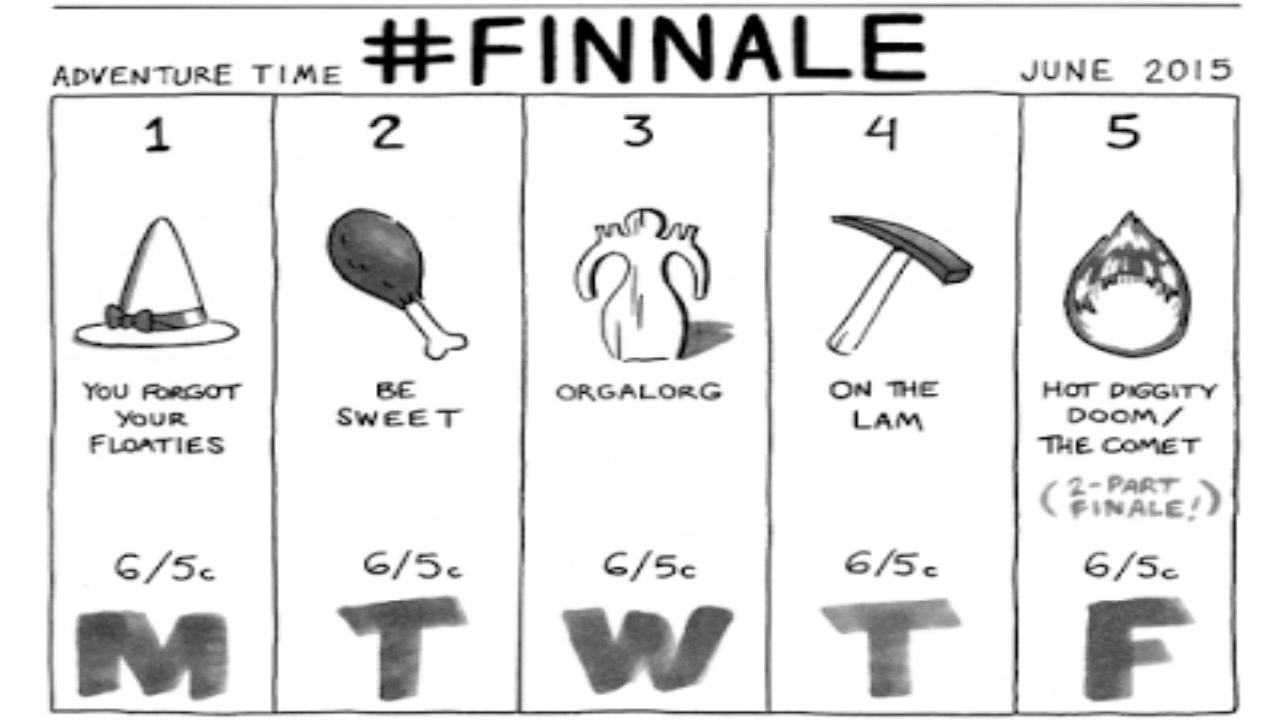 ADVENTURE TIME #FINNALE JUNE 2015
1
YOU FORGOT
YOUR
FLOATIES
6/5c
M
2
BE
SWEET
6/5c
T
3
ORGALORG
6/5c
W
4
ON THE
LAM
6/5c
T
5
HOT DIGGITY
DOOM/
THE COMET
(2-PART
FINALE!)
6/5c
F